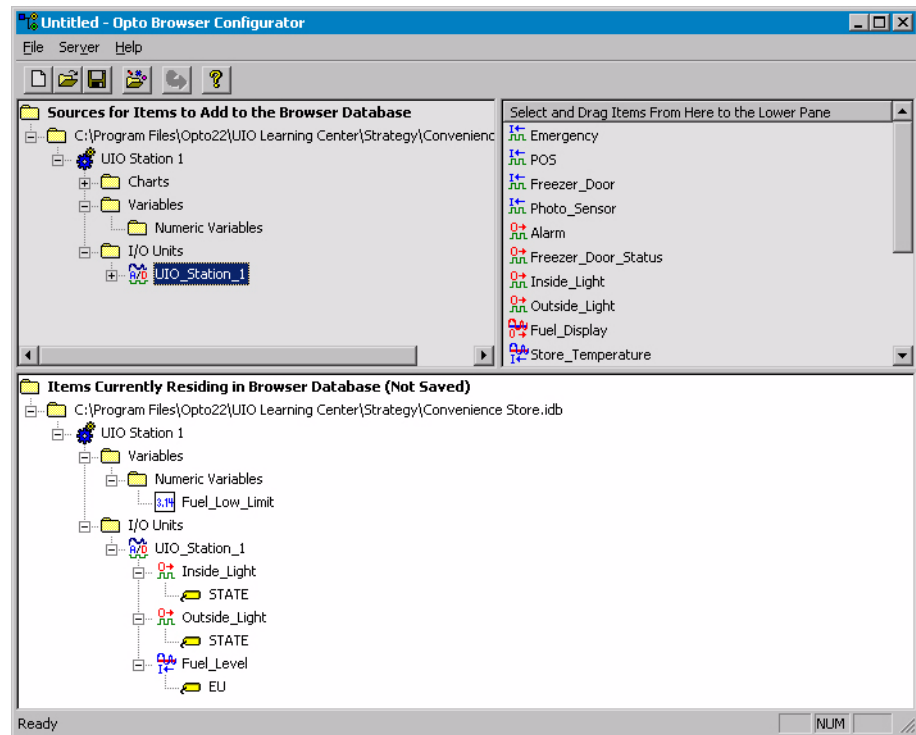 Untitled - Opto Browser Configurator
File Server Help
Sources for Items to Add to the Browser Database
C:\Program Files\Opto22\UIO Learning Center\Strategy\Convenienc
UIO Station 1
Charts
Variables
Numeric Variables
I/O Units
UIO_Station_1
Select and Drag Items From Here to the Lower Pane
Emergency
POS
Freezer_Door
Photo_Sensor
Alarm
Freezer_Door_Status
Inside_Light
Outside_Light
Fuel_Display
Store_Temperature
Items Currently Residing in Browser Database (Not Saved)
C:\Program Files\Opto22\UIO Learning Center\Strategy\Convenience Store.idb
UIO Station 1
Variables
Numeric Variables
3.14 Fuel_Low_Limit
I/O Units
A/D UIO_Station_1
Inside_Light
STATE
Outside_Light
STATE
Fuel_Level
EU
Ready
NUM